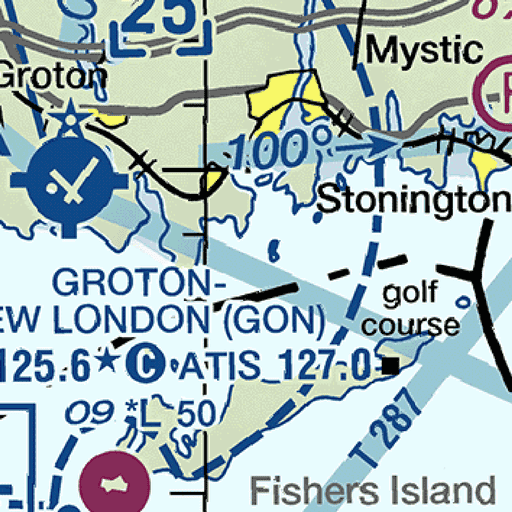 25
Mystic
Groton
100°
Stonington
GROTON-
EW LONDON (GON)
golf
course
125.6★ C ATIS 127.0
09 *L 50
T 287
Fishers Island